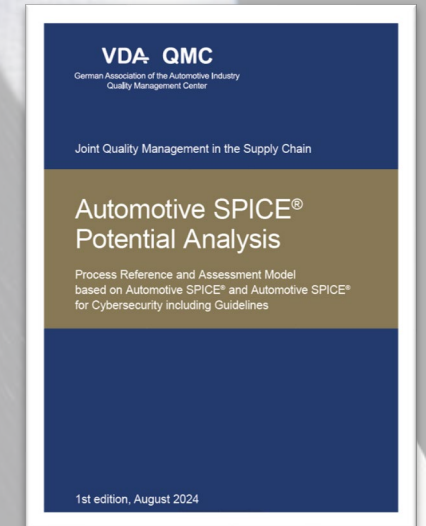 VDA QMC
German Association of the Automotive Industry
Quality Management Center
Joint Quality Management in the Supply Chain
Automotive SPICE®
Potential Analysis
Process Reference and Assessment Model
based on Automotive SPICE® and Automotive SPICE®
for Cybersecurity including Guidelines
1st edition, August 2024